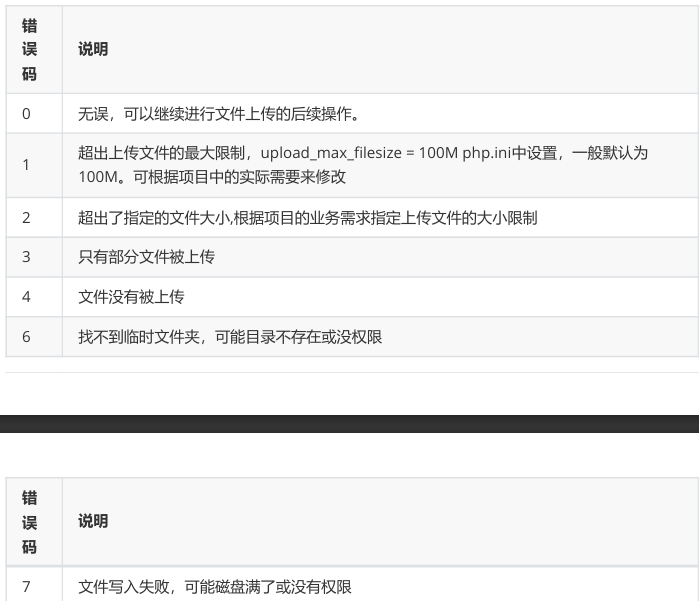 错
误
码
说明
0 无误，可以继续进行文件上传的后续操作。
1 超出上传文件的最大限制，upload_max_filesize = 100M php.ini中设置，一般默认为
100M。可根据项目中的实际需要来修改
2 超出了指定的文件大小,根据项目的业务需求指定上传文件的大小限制
3 只有部分文件被上传
4 文件没有被上传
6 找不到临时文件夹，可能目录不存在或没权限
错
误
码
说明
7 文件写入失败，可能磁盘满了或没有权限